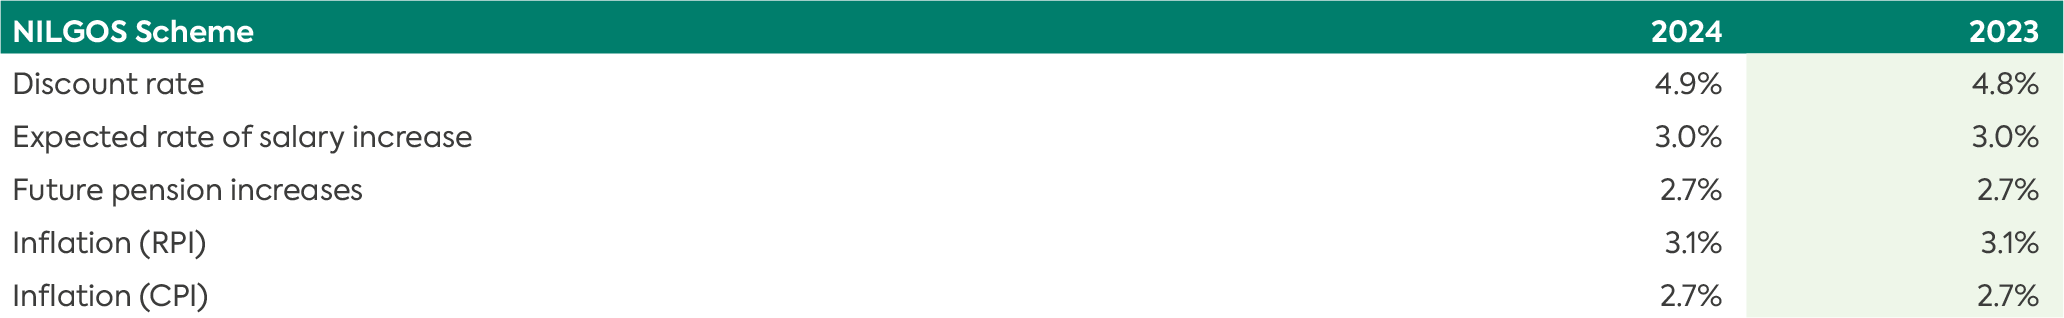 NILGOS Scheme 2024 2023
Discount rate 4.9% 4.8%
Expected rate of salary increase 3.0% 3.0%
Future pension increases 2.7% 2.7%
Inflation (RPI) 3.1% 3.1%
Inflation (CPI) 2.7% 2.7%